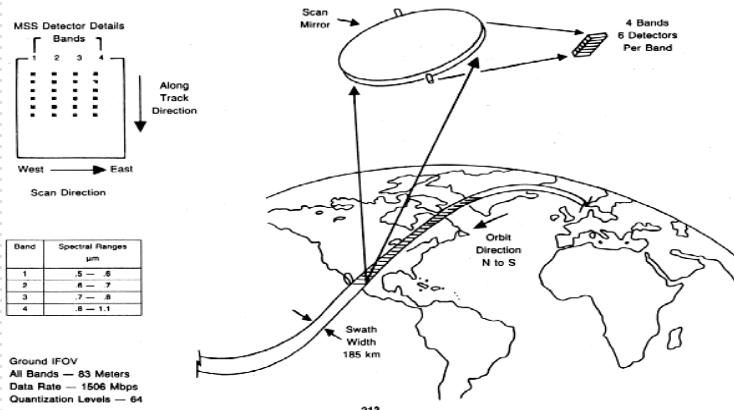 MSS Detector Details
Bands
1 2 3 4
Along
Track
Direction
West East
Scan Direction
Scan
Mirror
4 Bands
6 Detectors
Per Band
Orbit
Direction
N to S
Swath
Width
185 km
Band Spectral Ranges
µm
1 .5 — .6
2 .6 — .7
3 .7 — .8
4 .8 — 1.1
Ground IFOV
All Bands — 83 Meters
Data Rate — 1506 Mbps
Quantization Levels — 64
213